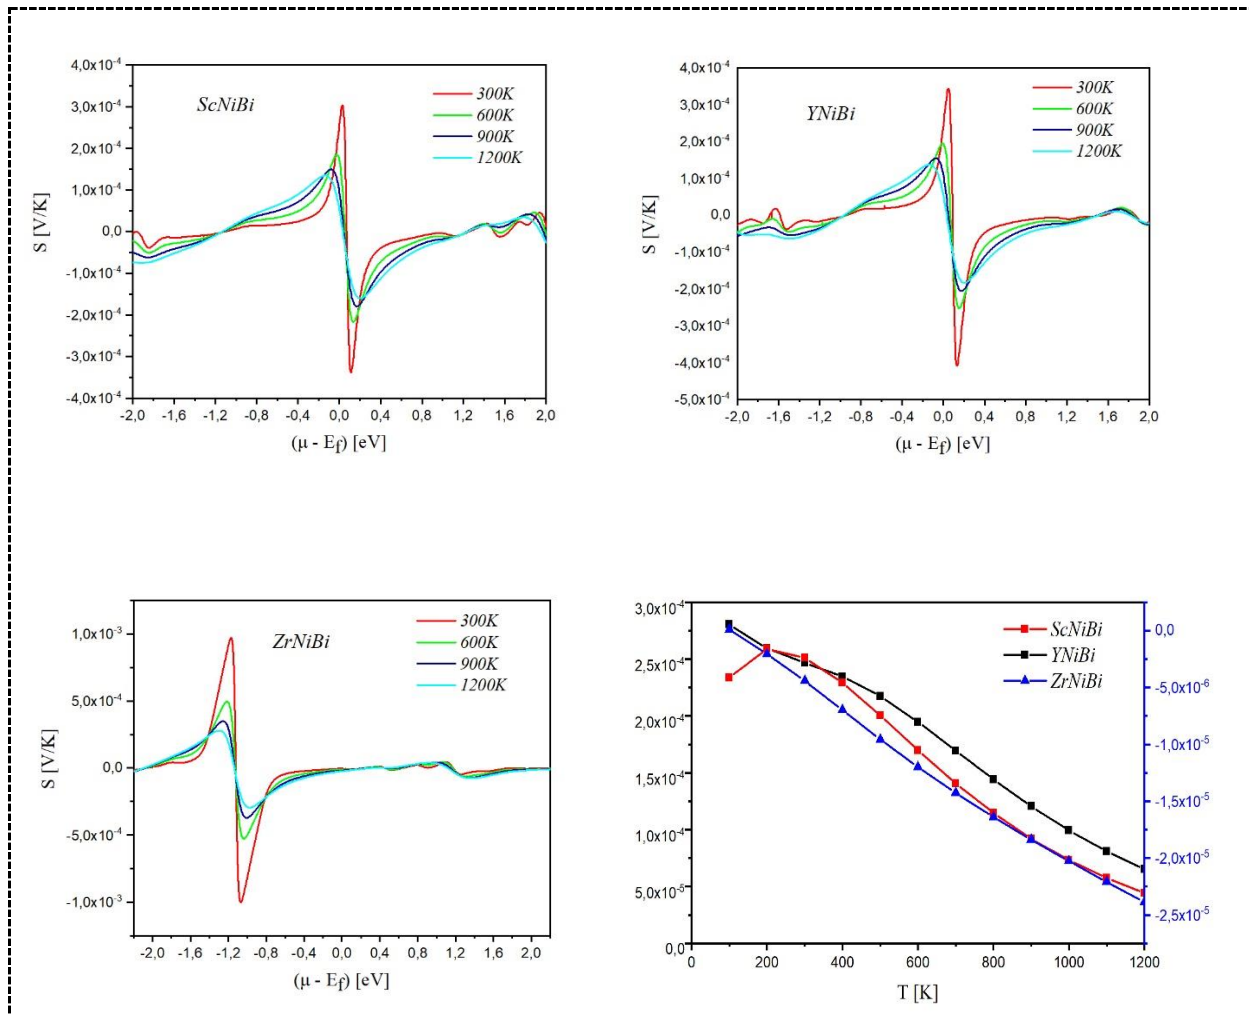 4,0x10⁻⁴
3,0x10⁻⁴
2,0x10⁻⁴
1,0x10⁻⁴
0,0
-1,0x10⁻⁴
-2,0x10⁻⁴
-3,0x10⁻⁴
-4,0x10⁻⁴
S [V/K]
ScNiBi
300K
600K
900K
1200K
-2,0 -1,6 -1,2 -0,8 -0,4 0,0 0,4 0,8 1,2 1,6 2,0
(μ - E_f) [eV]
4,0x10⁻⁴
3,0x10⁻⁴
2,0x10⁻⁴
1,0x10⁻⁴
0,0
-1,0x10⁻⁴
-2,0x10⁻⁴
-3,0x10⁻⁴
-4,0x10⁻⁴
-5,0x10⁻⁴
S [V/K]
YNiBi
300K
600K
900K
1200K
-2,0 -1,6 -1,2 -0,8 -0,4 0,0 0,4 0,8 1,2 1,6 2,0
(μ - E_f) [eV]
1,0x10⁻³
5,0x10⁻⁴
0,0
-5,0x10⁻⁴
-1,0x10⁻³
S [V/K]
ZrNiBi
300K
600K
900K
1200K
-2,0 -1,6 -1,2 -0,8 -0,4 0,0 0,4 0,8 1,2 1,6 2,0
(μ - E_f) [eV]
3,0x10⁻⁴
2,5x10⁻⁴
2,0x10⁻⁴
1,5x10⁻⁴
1,0x10⁻⁴
5,0x10⁻⁵
0,0
S [V/K]
ScNiBi
YNiBi
ZrNiBi
0,0
-5,0x10⁻⁶
-1,0x10⁻⁵
-1,5x10⁻⁵
-2,0x10⁻⁵
-2,5x10⁻⁵
0 200 400 600 800 1000 1200
T [K]